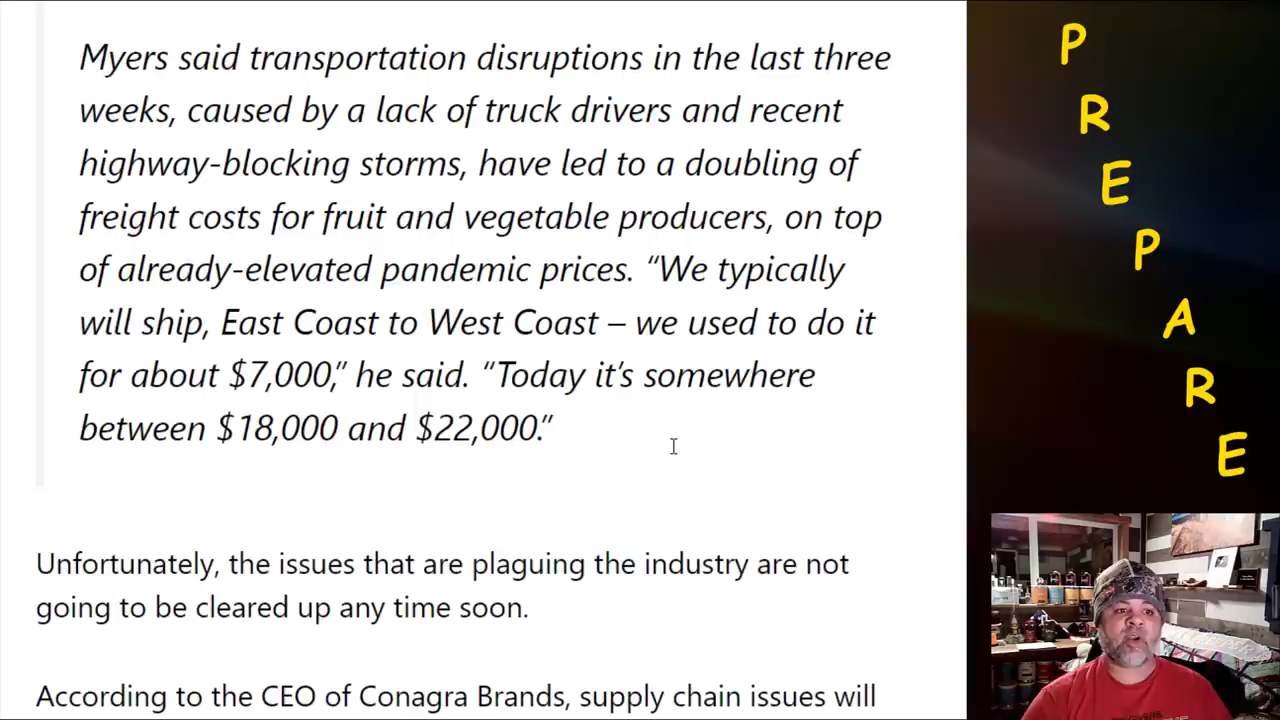 Myers said transportation disruptions in the last three
weeks, caused by a lack of truck drivers and recent
highway-blocking storms, have led to a doubling of
freight costs for fruit and vegetable producers, on top
of already-elevated pandemic prices. “We typically
will ship, East Coast to West Coast – we used to do it
for about $7,000,” he said. “Today it’s somewhere
between $18,000 and $22,000.”
Unfortunately, the issues that are plaguing the industry are not
going to be cleared up any time soon.
According to the CEO of Conagra Brands, supply chain issues will
P
R
E
P
A
R
E